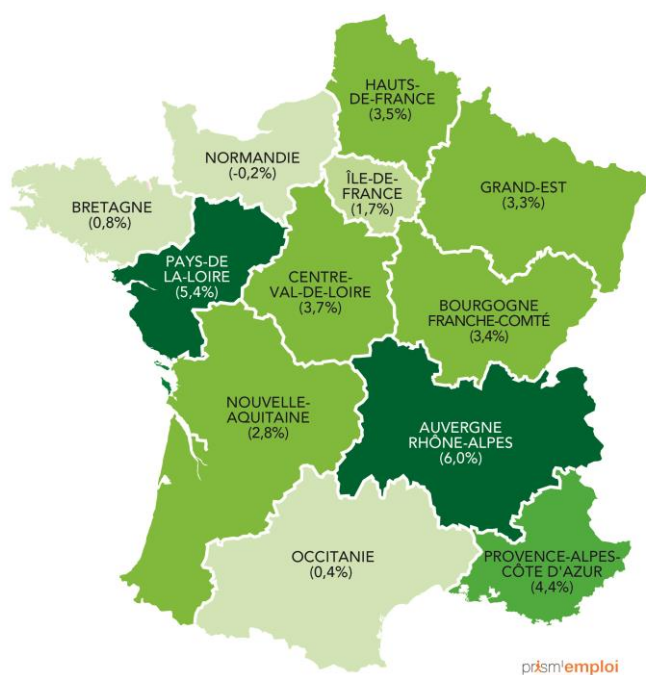 HAUTS-
DE-FRANCE
(3,5%)
NORMANDIE
(-0,2%)
ÎLE-DE-
FRANCE
(1,7%)
GRAND-EST
(3,3%)
BRETAGNE
(0,8%)
PAYS-DE
LA-LOIRE
(5,4%)
CENTRE-
VAL-DE-LOIRE
(3,7%)
BOURGOGNE
FRANCHE-COMTÉ
(3,4%)
NOUVELLE-
AQUITAINE
(2,8%)
AUVERGNE
RHÔNE-ALPES
(6,0%)
OCCITANIE
(0,4%)
PROVENCE-ALPES-
CÔTE D'AZUR
(4,4%)
prism'emploi